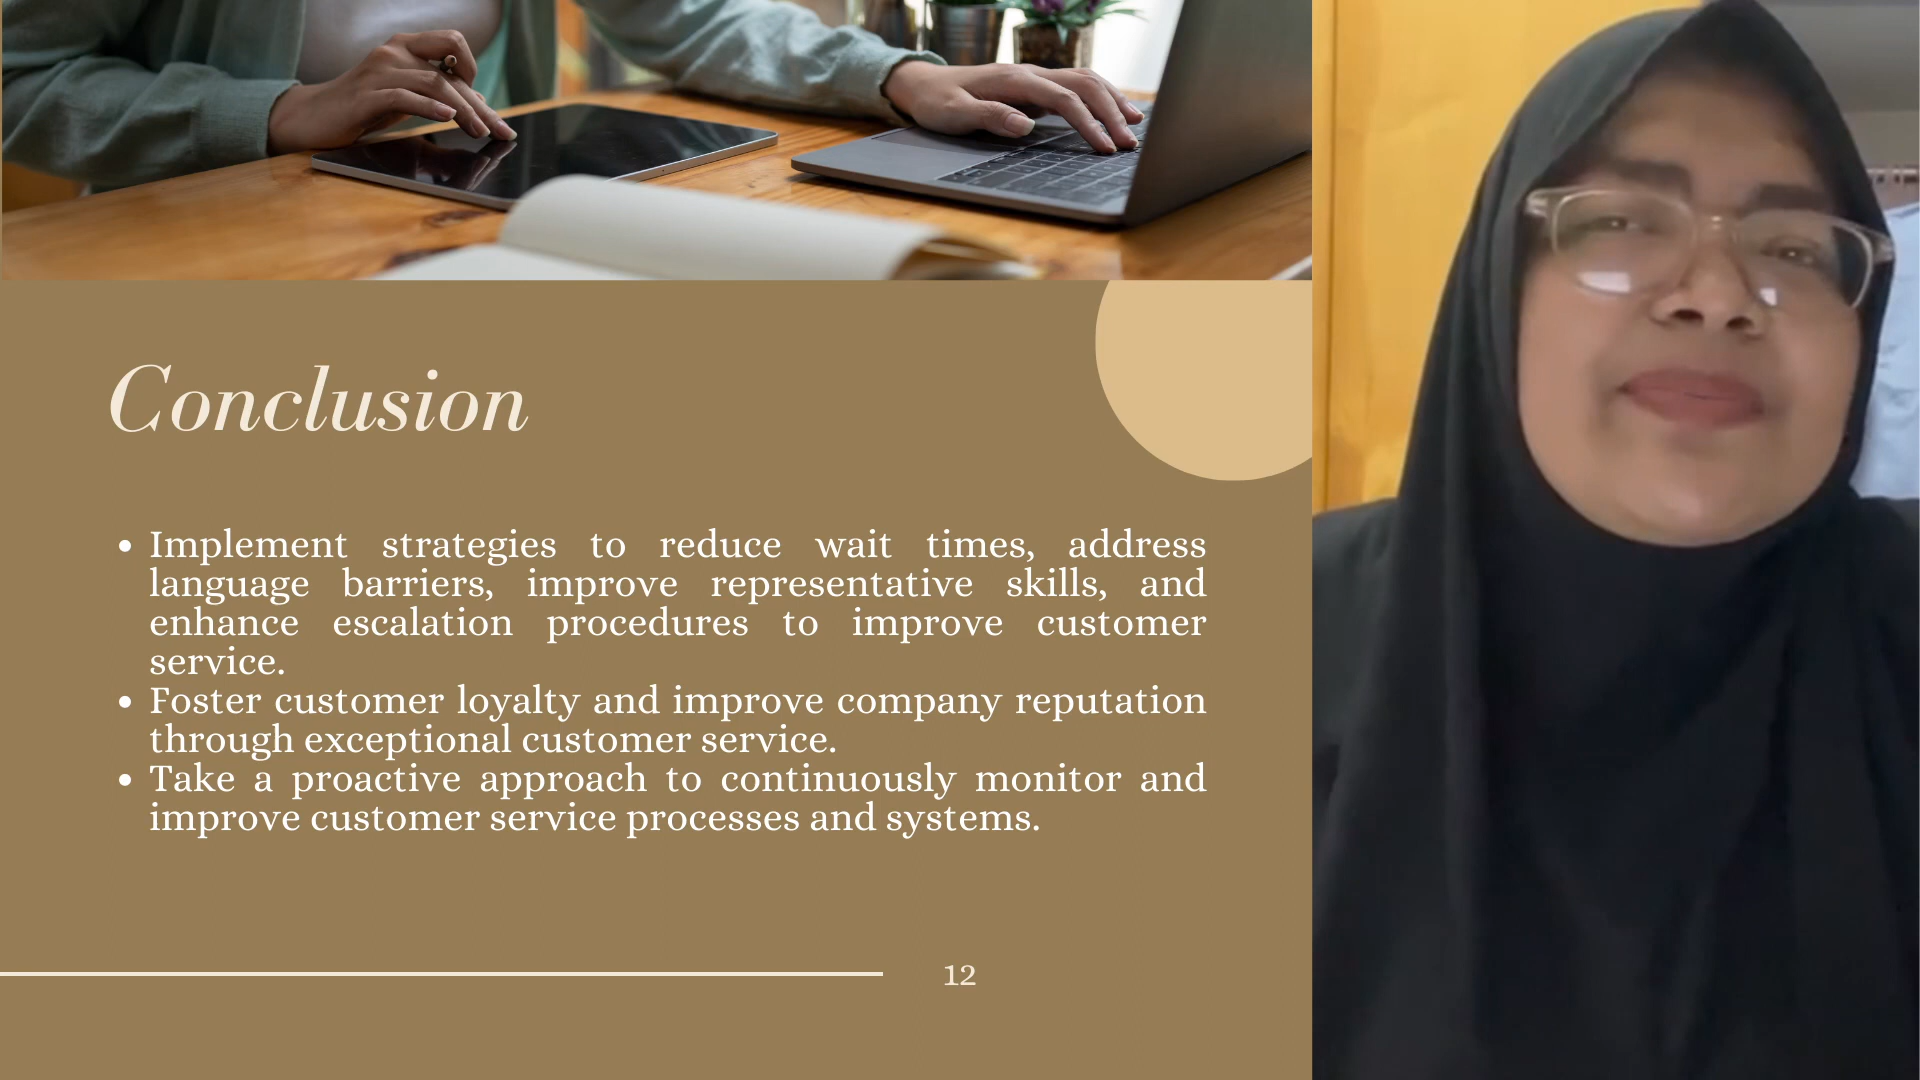 Conclusion
• Implement strategies to reduce wait times, address
language barriers, improve representative skills, and
enhance escalation procedures to improve customer
service.
• Foster customer loyalty and improve company reputation
through exceptional customer service.
• Take a proactive approach to continuously monitor and
improve customer service processes and systems.
12